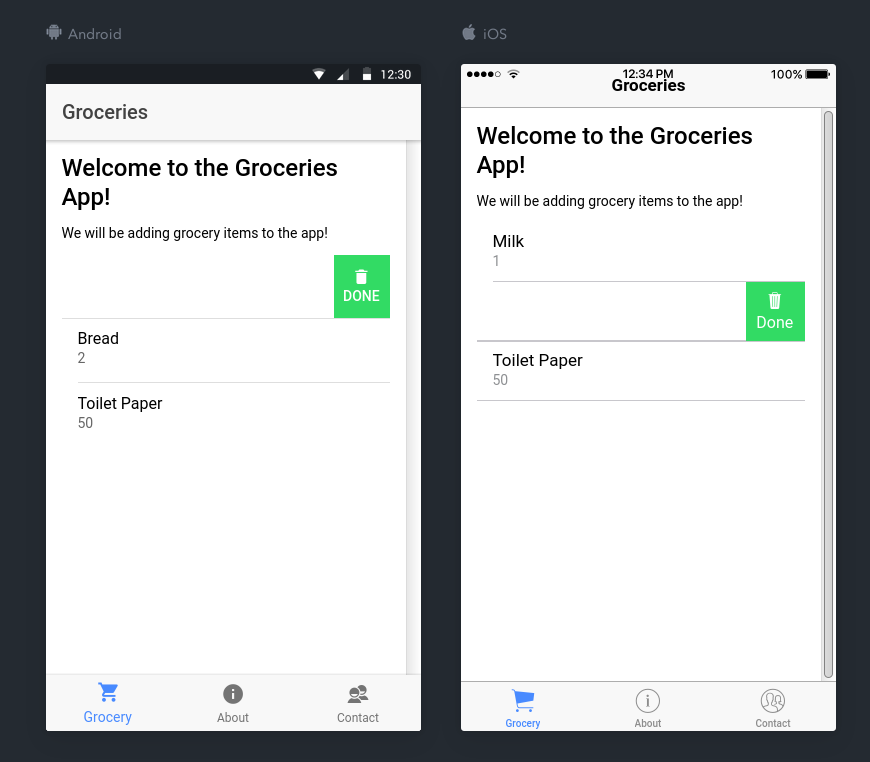 Android
12:30
Groceries
Welcome to the Groceries
App!
We will be adding grocery items to the app!
DONE
Bread
2
Toilet Paper
50
Grocery
About
Contact
iOS
12:34 PM
100%
Groceries
Welcome to the Groceries
App!
We will be adding grocery items to the app!
Milk
1
Done
Toilet Paper
50
Grocery
About
Contact